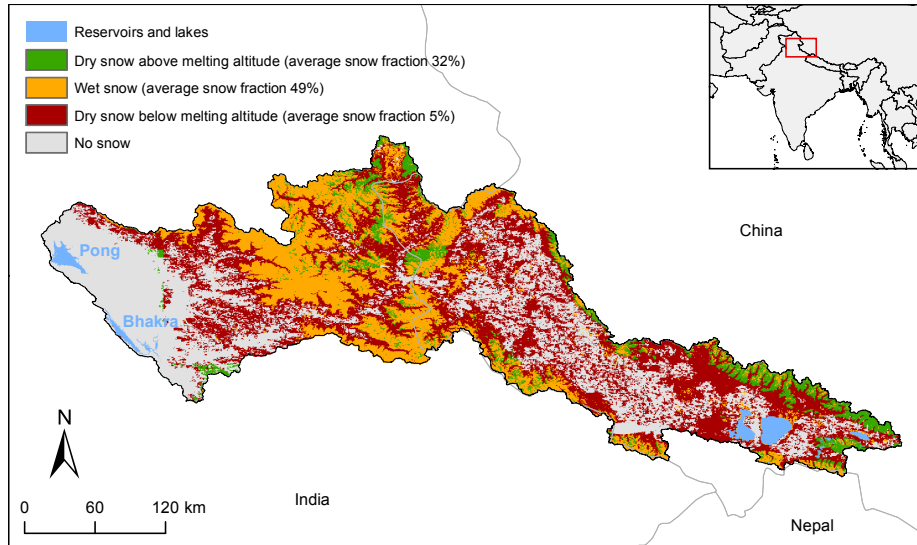 Reservoirs and lakes
Dry snow above melting altitude (average snow fraction 32%)
Wet snow (average snow fraction 49%)
Dry snow below melting altitude (average snow fraction 5%)
No snow
China
Pong
Bhakra
N
India
0 60 120 km
Nepal